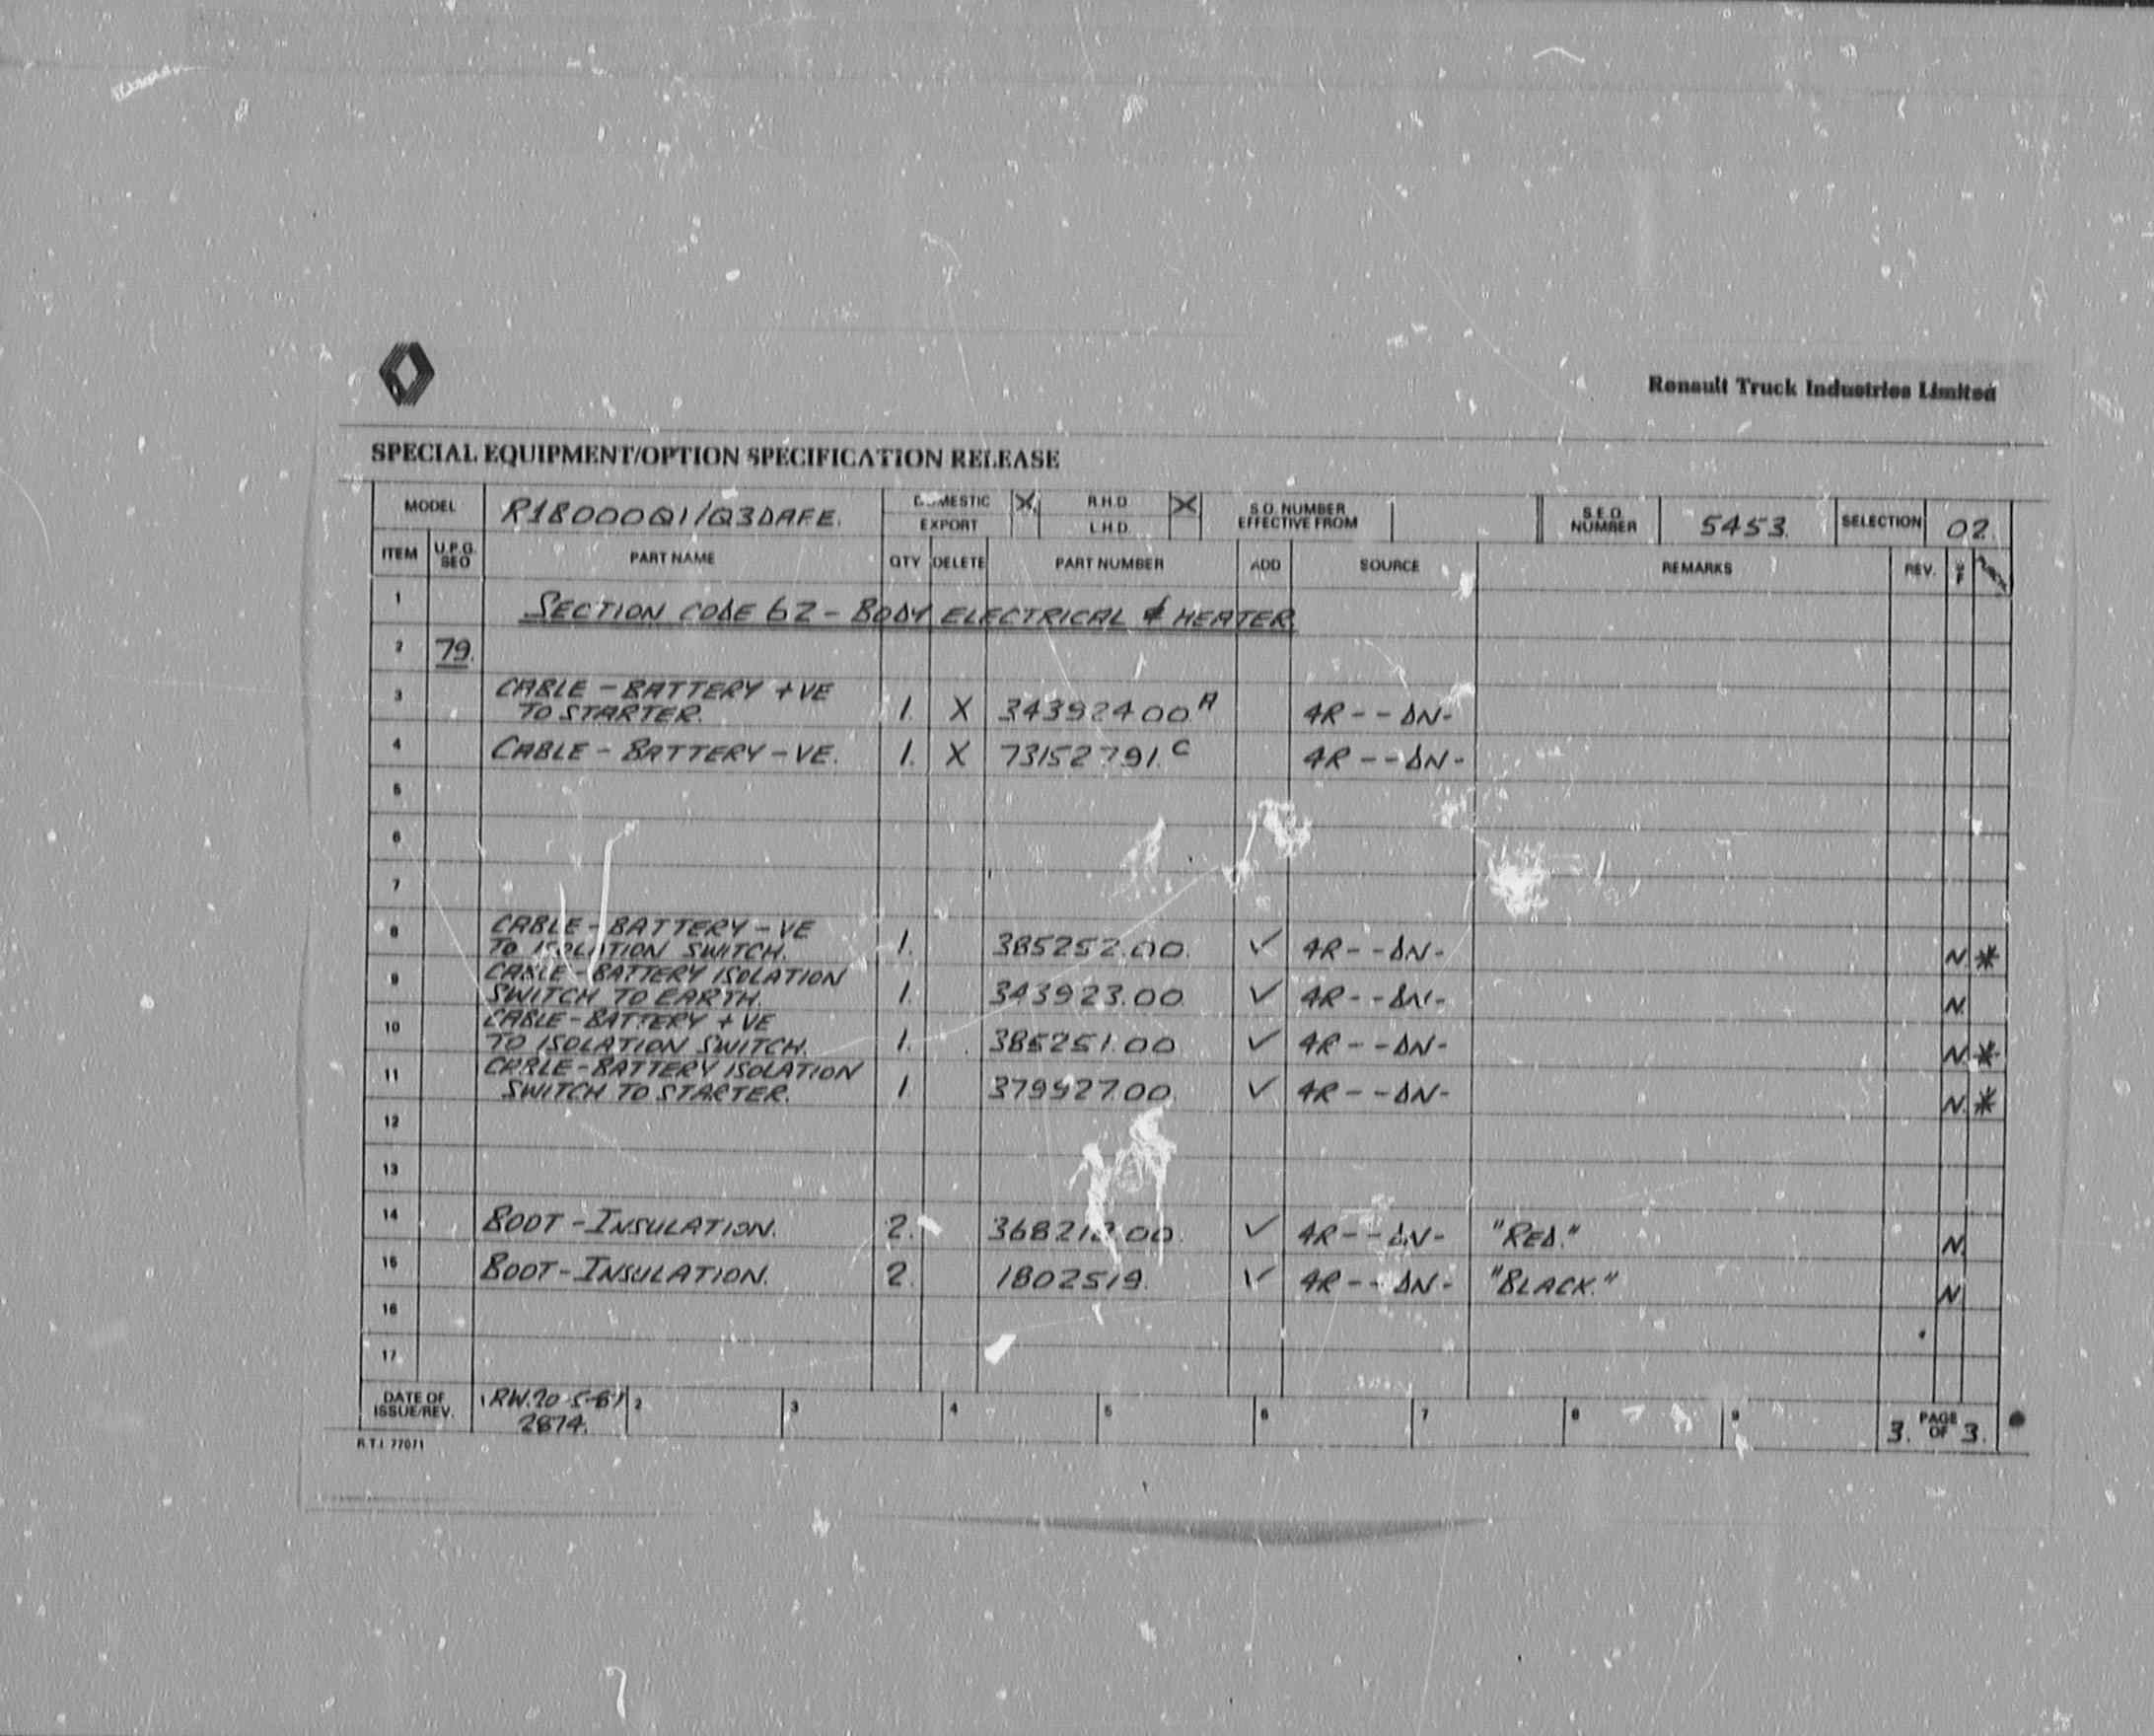 Renault Truck Industries Limited
SPECIAL EQUIPMENT/OPTION SPECIFICATION RELEASE
MODEL R18000Q1/Q3DAFE. DOMESTIC X R.H.D X S.O. NUMBER EFFECTIVE FROM S.E.O. NUMBER 5453. SELECTION 02.
EXPORT L.H.D.
ITEM U.P.G. SEO PART NAME QTY DELETE PART NUMBER ADD SOURCE REMARKS REV.
1 SECTION CODE 62 - BODY ELECTRICAL & HEATER
2 79.
3 CABLE - BATTERY +VE
TO STARTER. 1. X 34392400.A 4R - - DN-
4 CABLE - BATTERY - VE. 1. X 73152791.C 4R - - DN-
5
6
7
8 CABLE - BATTERY - VE
TO ISOLATION SWITCH. 1. 385252.00. ✓ 4R - - DN- N. *
9 CABLE - BATTERY ISOLATION
SWITCH TO EARTH. 1. 343923.00 ✓ 4R - - DN- N.
10 CABLE - BATTERY +VE
TO ISOLATION SWITCH. 1. 385251.00 ✓ 4R - - DN- N. *
11 CABLE - BATTERY ISOLATION
SWITCH TO STARTER. 1 ✓ 4R - - DN- N. *
12
13
14 BOOT - INSULATION. 2. ✓ 4R - - DN- "RED." N.
15 BOOT - INSULATION. 2. 1802519. ✓ 4R - - DN- "BLACK." N
16
17
DATE OF ISSUE/REV. 1 RW. 2 3 4 5 6 7 8 9 3. PAGE OF 3.
2874.
R.T.I. 77071